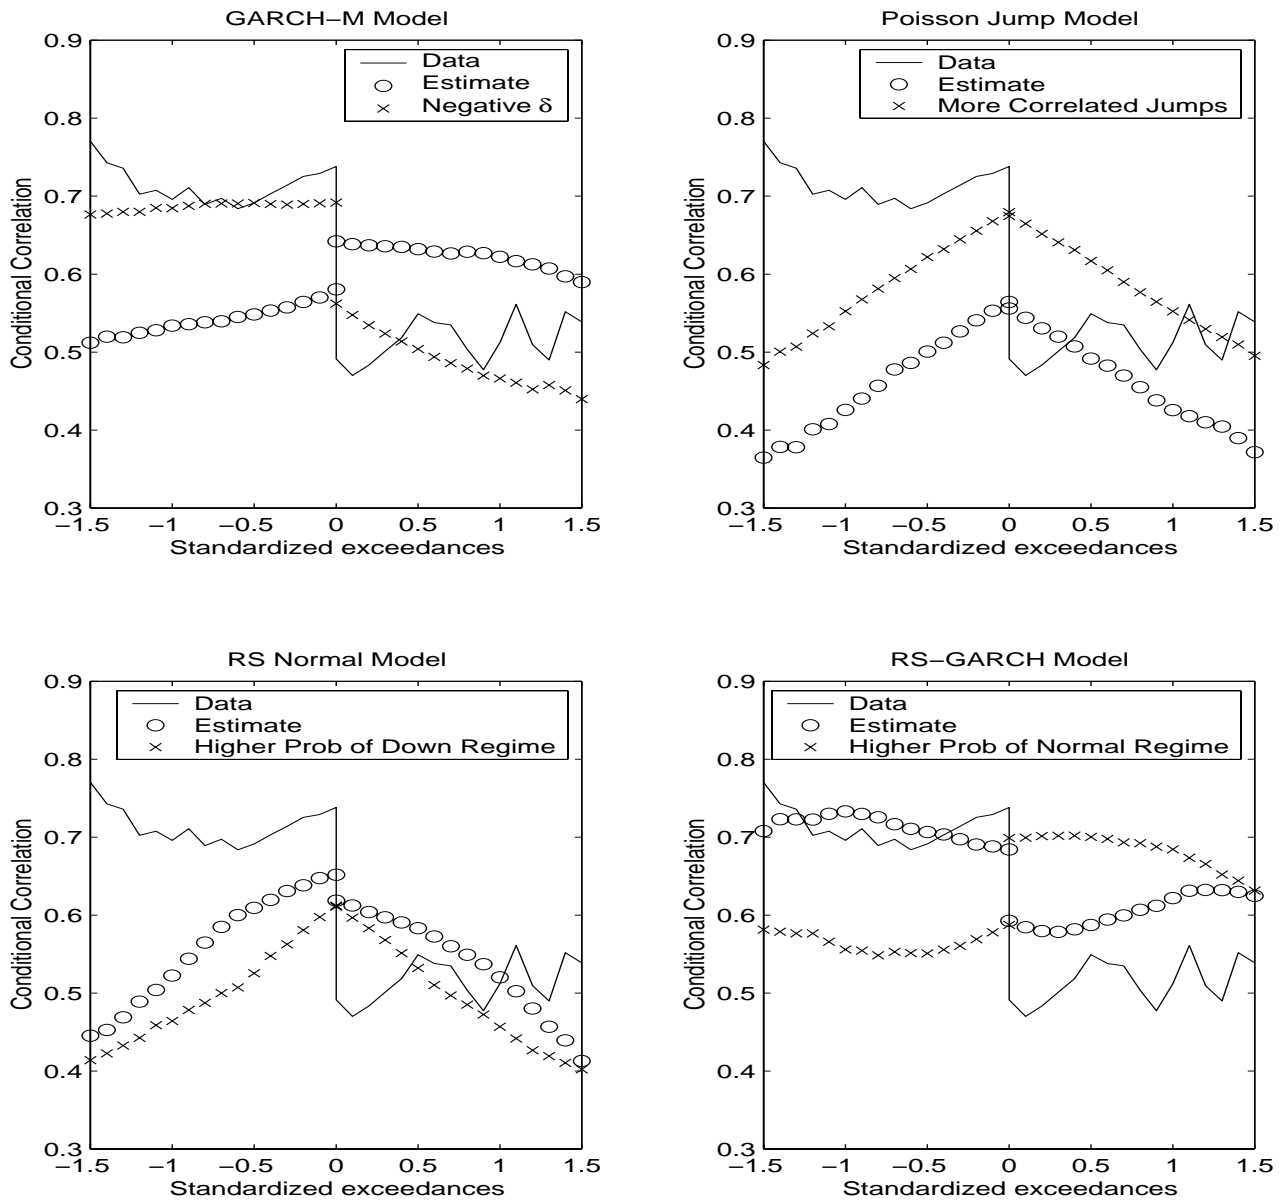 GARCH−M Model
0.9
0.8
0.7
0.6
0.5
0.4
0.3
Conditional Correlation
Data
Estimate
Negative δ
−1.5 −1 −0.5 0 0.5 1 1.5
Standardized exceedances
Poisson Jump Model
0.9
0.8
0.7
0.6
0.5
0.4
0.3
Conditional Correlation
Data
Estimate
More Correlated Jumps
−1.5 −1 −0.5 0 0.5 1 1.5
Standardized exceedances
RS Normal Model
0.9
0.8
0.7
0.6
0.5
0.4
0.3
Conditional Correlation
Data
Estimate
Higher Prob of Down Regime
−1.5 −1 −0.5 0 0.5 1 1.5
Standardized exceedances
RS−GARCH Model
0.9
0.8
0.7
0.6
0.5
0.4
0.3
Conditional Correlation
Data
Estimate
Higher Prob of Normal Regime
−1.5 −1 −0.5 0 0.5 1 1.5
Standardized exceedances